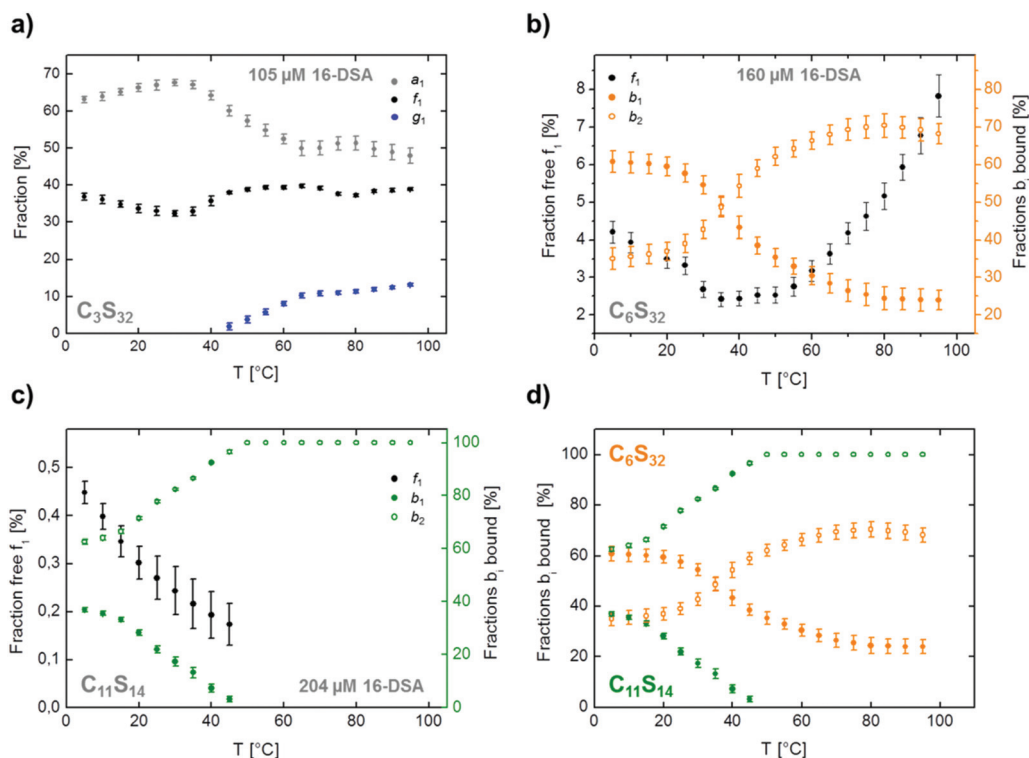 a)
105 µM 16-DSA
a1
f1
g1
70
60
50
40
30
20
10
0
Fraction [%]
C3S32
0 20 40 60 80 100
T [°C]
b)
160 µM 16-DSA
f1
b1
b2
8
7
6
5
4
3
2
Fraction free f1 [%]
80
70
60
50
40
30
20
Fractions bi bound [%]
C6S32
0 20 40 60 80 100
T [°C]
c)
f1
b1
b2
0,5
0,4
0,3
0,2
0,1
0,0
Fraction free f1 [%]
100
80
60
40
20
0
Fractions bi bound [%]
C11S14
204 µM 16-DSA
0 20 40 60 80 100
T [°C]
d)
C6S32
100
80
60
40
20
0
Fractions bi bound [%]
C11S14
0 20 40 60 80 100
T [°C]